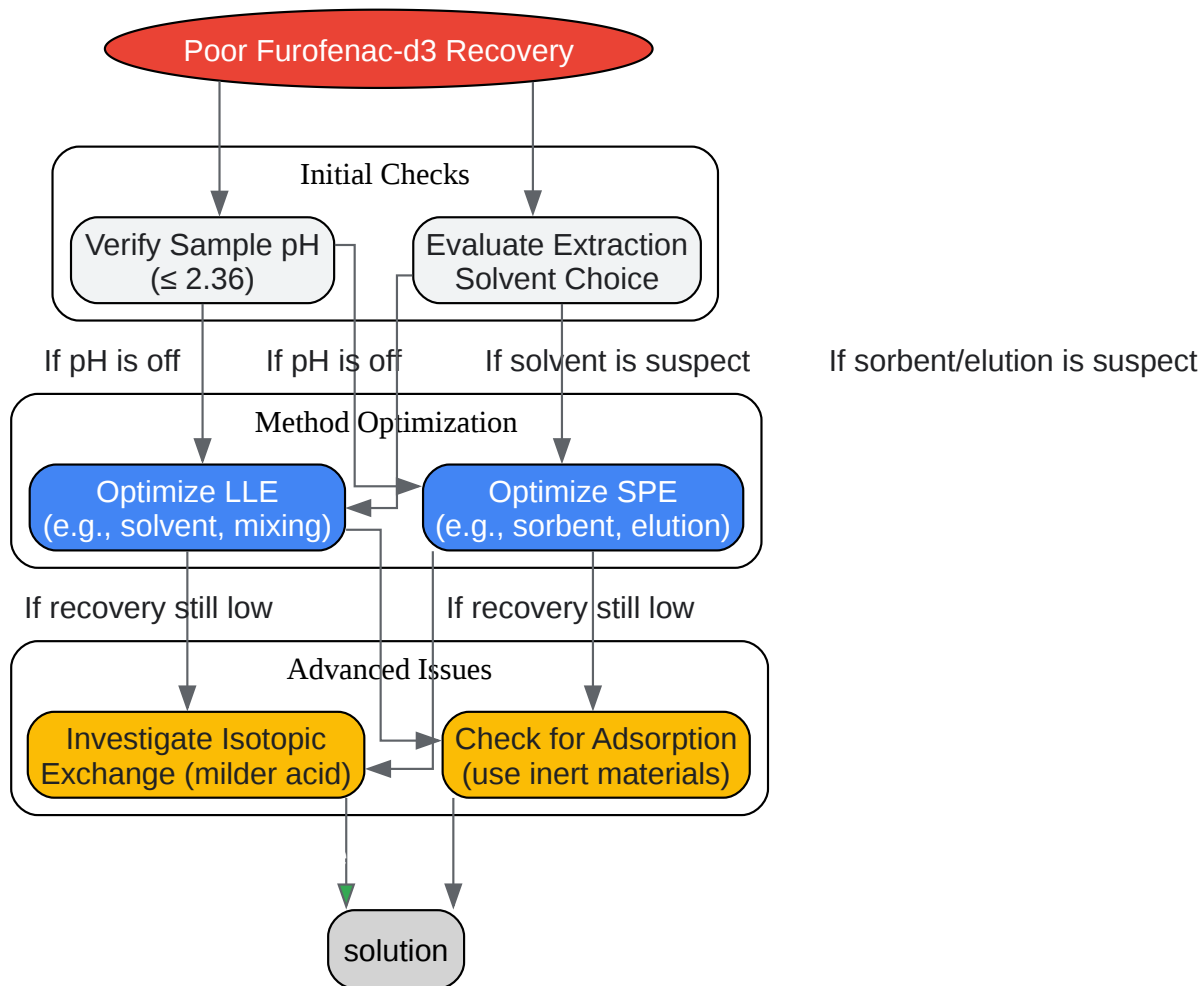 Poor Furofenac-d3 Recovery
Initial Checks
Verify Sample pH
(≤ 2.36)
Evaluate Extraction
Solvent Choice
If pH is off
If pH is off
If solvent is suspect
If sorbent/elution is suspect
Method Optimization
Optimize LLE
(e.g., solvent, mixing)
Optimize SPE
(e.g., sorbent, elution)
If recovery still low
If recovery still low
Advanced Issues
Investigate Isotopic
Exchange (milder acid)
Check for Adsorption
(use inert materials)
solution